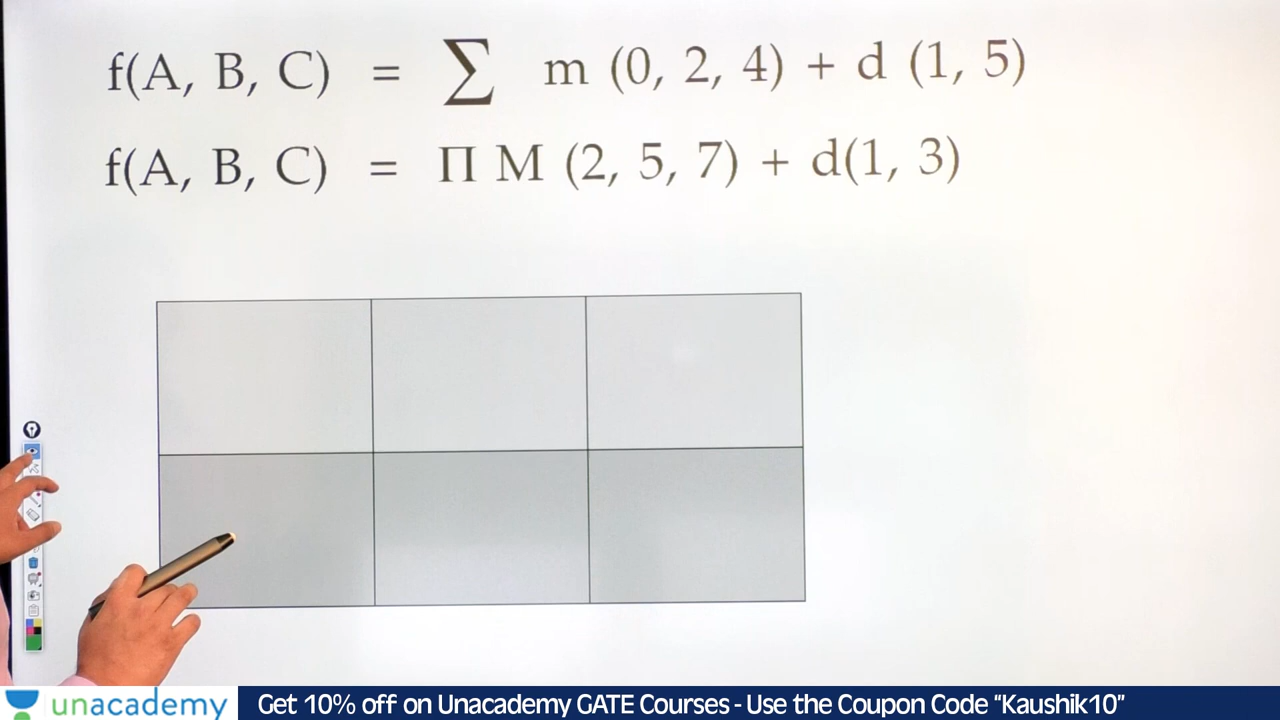 f(A, B, C) = ∑ m (0, 2, 4) + d (1, 5)
f(A, B, C) = Π M (2, 5, 7) + d(1, 3)
unacademy
Get 10% off on Unacademy GATE Courses - Use the Coupon Code “Kaushik10”